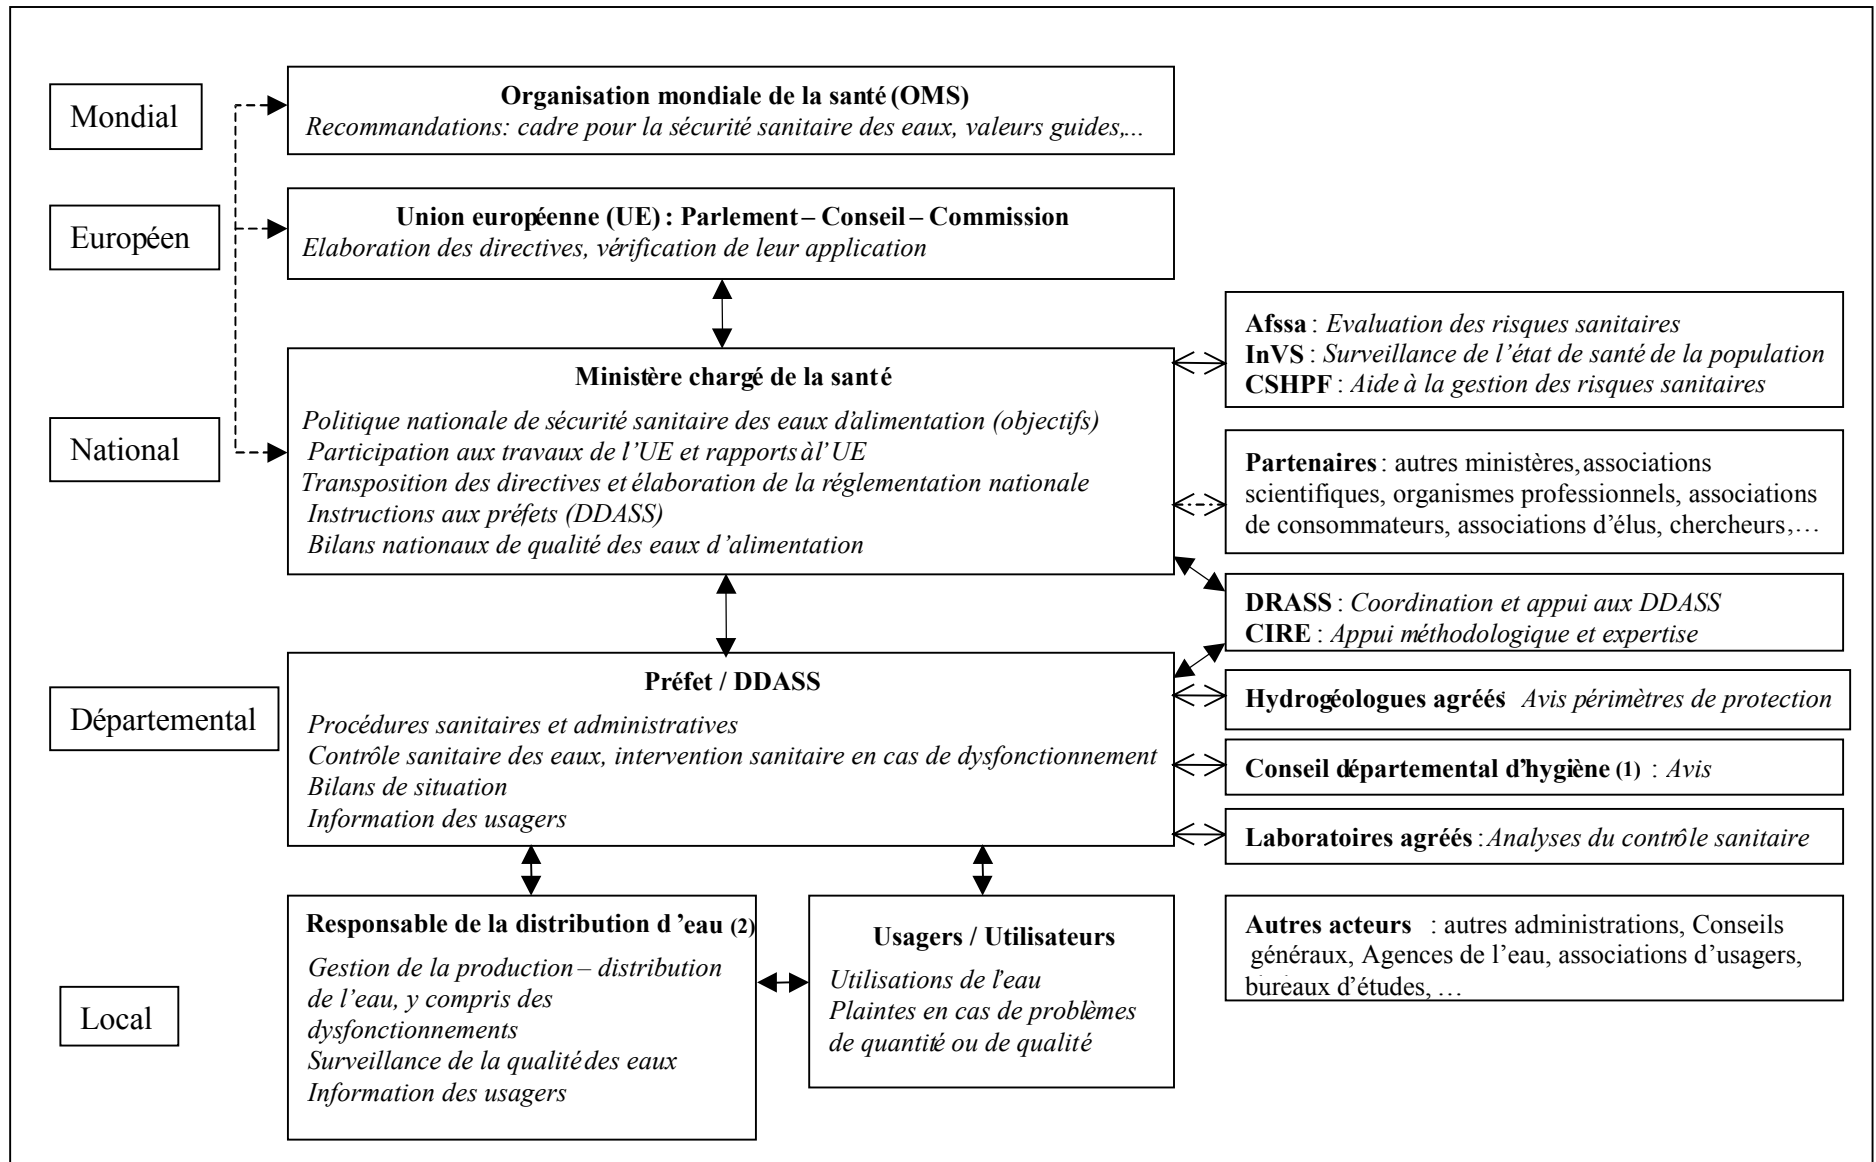 Mondial
Organisation mondiale de la santé (OMS)
Recommandations: cadre pour la sécurité sanitaire des eaux, valeurs guides,...
Européen
Union européenne (UE) : Parlement – Conseil – Commission
Elaboration des directives, vérification de leur application
National
Ministère chargé de la santé
Politique nationale de sécurité sanitaire des eaux d'alimentation (objectifs)
Participation aux travaux de l'UE et rapports à l'UE
Transposition des directives et élaboration de la réglementation nationale
Instructions aux préfets (DDASS)
Bilans nationaux de qualité des eaux d'alimentation
Afssa : Evaluation des risques sanitaires
InVS : Surveillance de l'état de santé de la population
CSHPF : Aide à la gestion des risques sanitaires
Partenaires : autres ministères, associations
scientifiques, organismes professionnels, associations
de consommateurs, associations d'élus, chercheurs,…
DRASS : Coordination et appui aux DDASS
CIRE : Appui méthodologique et expertise
Départemental
Préfet / DDASS
Procédures sanitaires et administratives
Contrôle sanitaire des eaux, intervention sanitaire en cas de dysfonctionnement
Bilans de situation
Information des usagers
Hydrogéologues agréés Avis périmètres de protection
Conseil départemental d'hygiène (1) : Avis
Laboratoires agréés : Analyses du contrôle sanitaire
Local
Responsable de la distribution d 'eau (2)
Gestion de la production – distribution
de l'eau, y compris des
dysfonctionnements
Surveillance de la qualité des eaux
Information des usagers
Usagers / Utilisateurs
Utilisations de l'eau
Plaintes en cas de problèmes
de quantité ou de qualité
Autres acteurs : autres administrations, Conseils
généraux, Agences de l'eau, associations d'usagers,
bureaux d'études, …